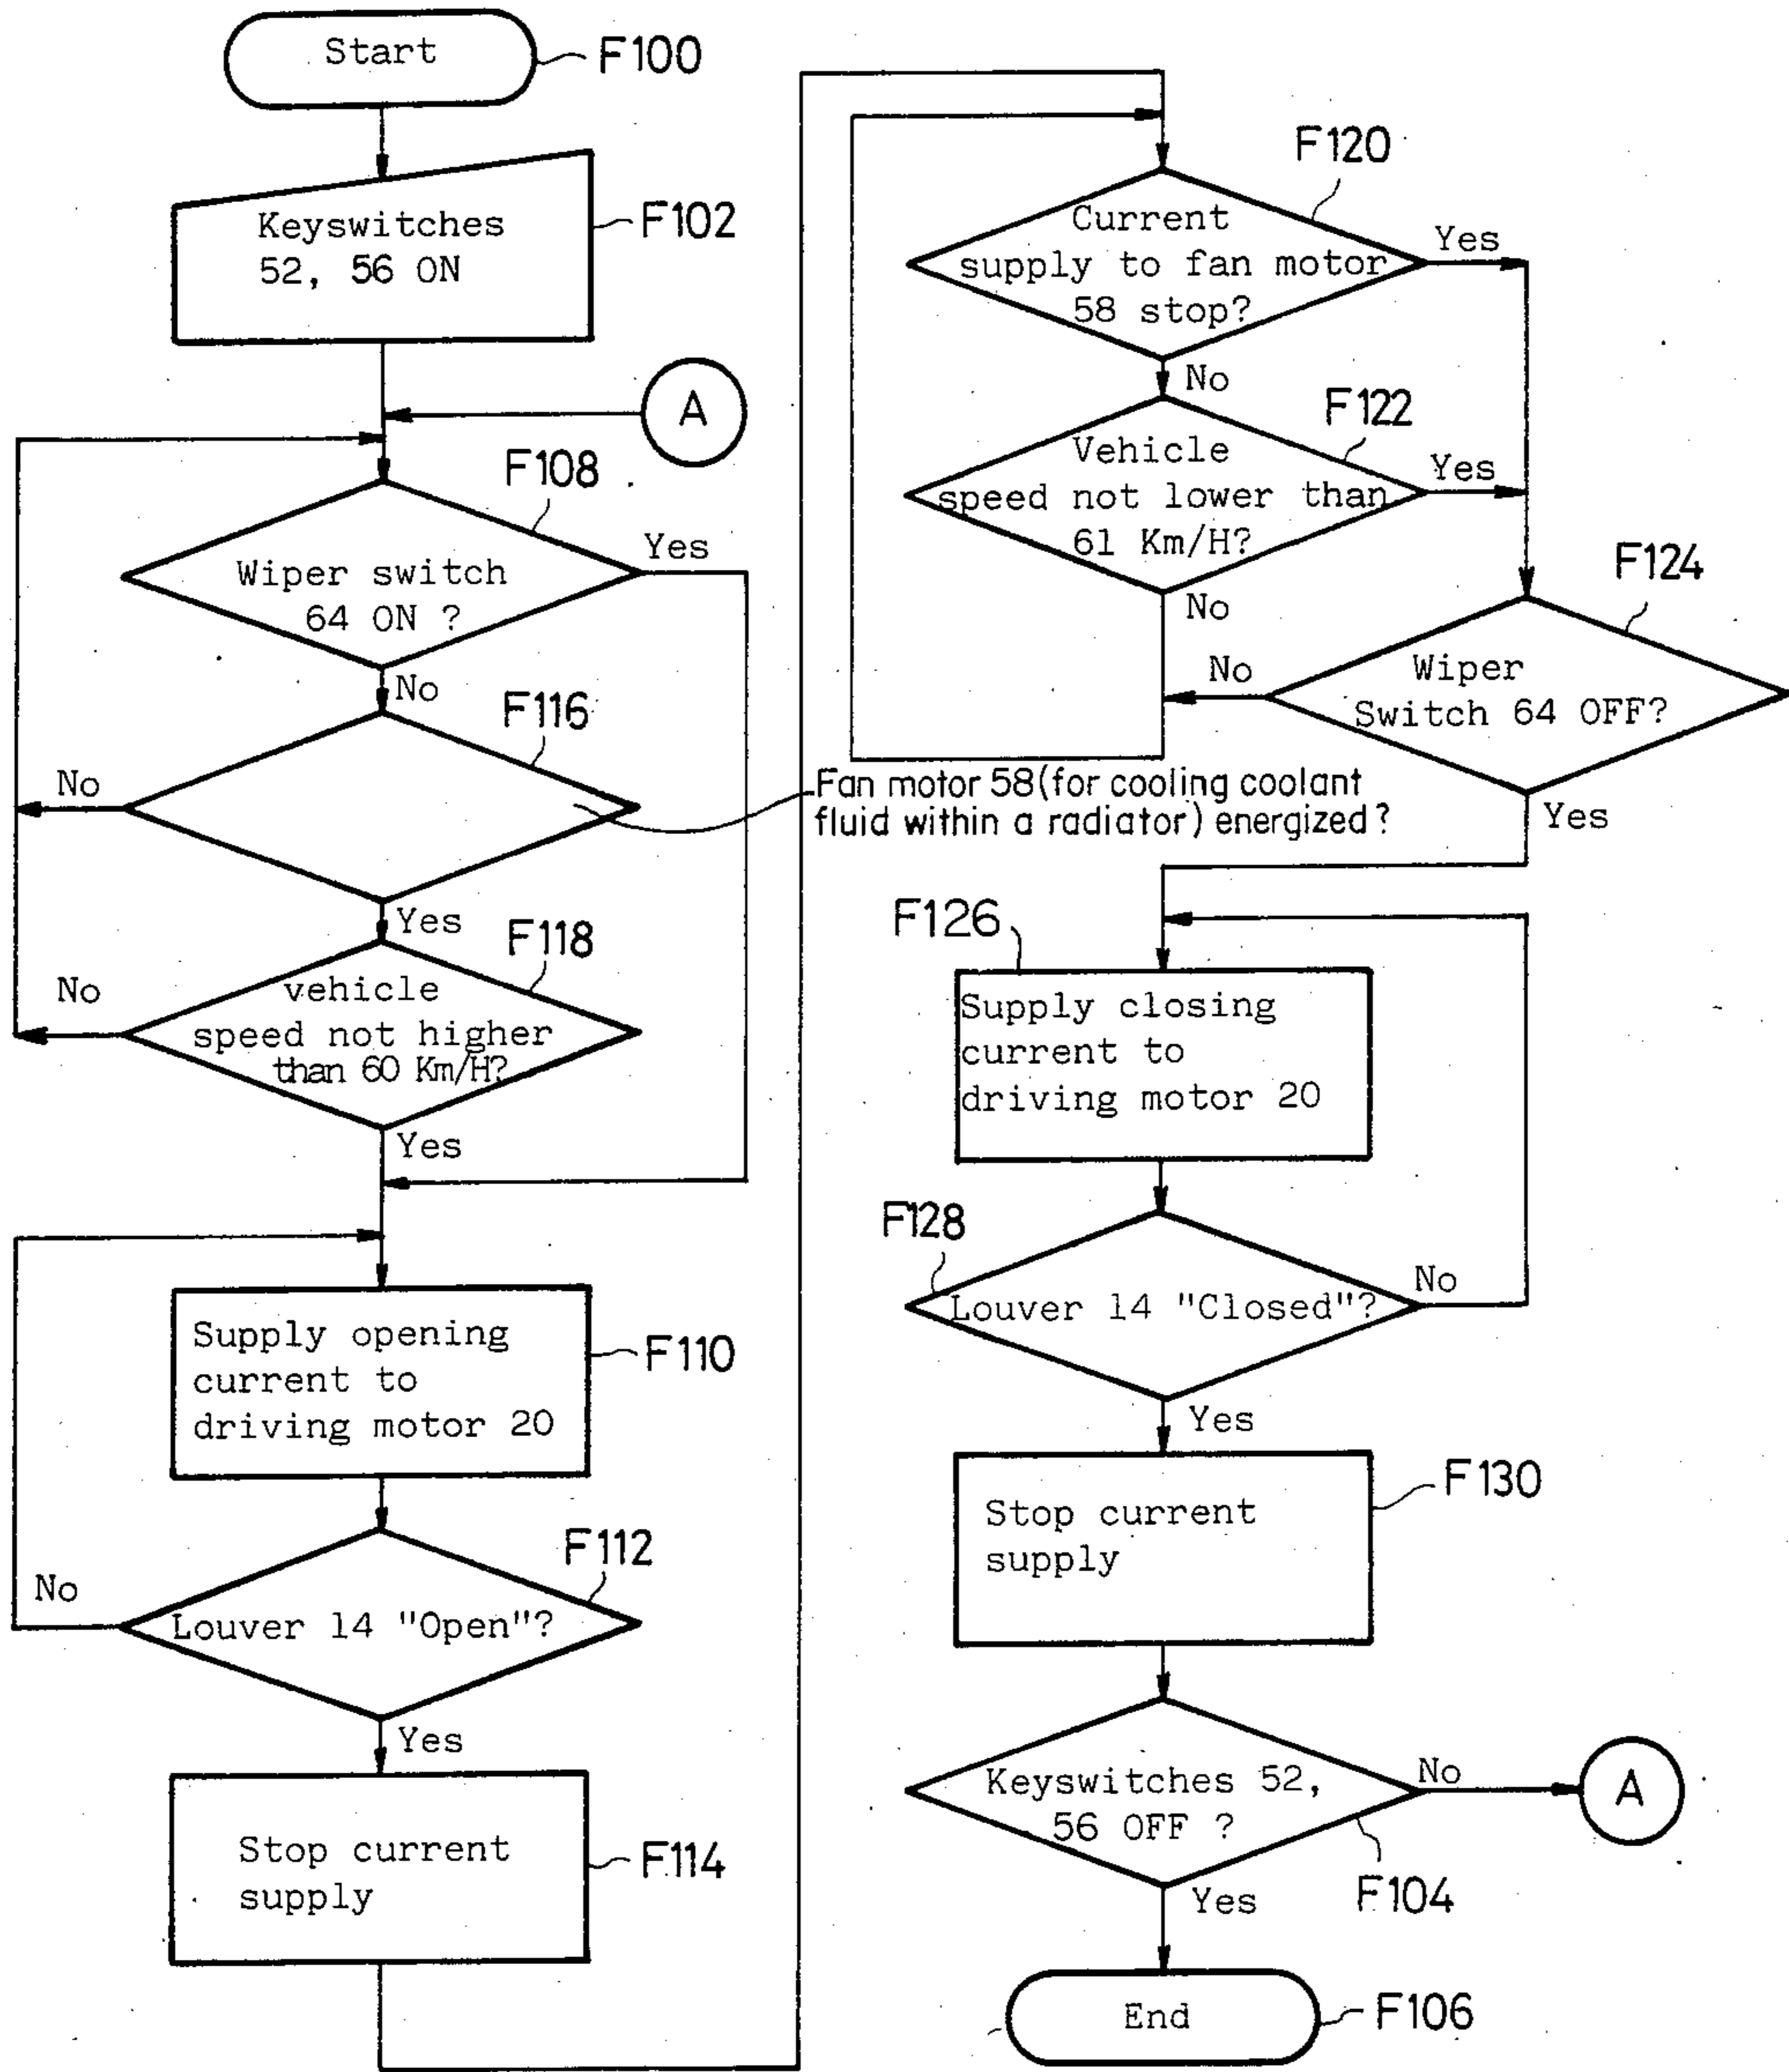 Start
F100
Keyswitches
52, 56 ON
F102
A
F108
Wiper switch
64 ON ?
Yes
No
F116
No
Fan motor 58 (for cooling coolant
fluid within a radiator) energized?
Yes
F118
vehicle
speed not higher
than 60 Km/H?
No
Yes
Supply opening
current to
driving motor 20
F110
F112
Louver 14 "Open"?
No
Yes
Stop current
supply
F114
F120
Current
supply to fan motor
58 stop?
Yes
No
F122
Vehicle
speed not lower than
61 Km/H?
Yes
No
F124
Wiper
Switch 64 OFF?
No
Yes
F126
Supply closing
current to
driving motor 20
F128
Louver 14 "Closed"?
No
Yes
Stop current
supply
F130
Keyswitches 52,
56 OFF ?
No
A
F104
Yes
End
F106